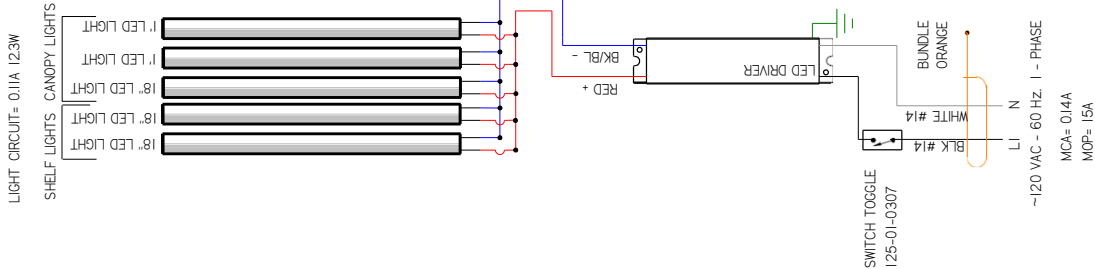 LIGHT CIRCUIT= 0.11A 12.3W
SHELF LIGHTS
CANOPY LIGHTS
1' LED LIGHT
1' LED LIGHT
18" LED LIGHT
18" LED LIGHT
18" LED LIGHT
BK/BL -
RED +
LED DRIVER
BUNDLE
ORANGE
WHITE #14
BLK #14
N
L1
~120 VAC - 60 Hz. 1 - PHASE
MCA= 0.14A
MOP= 15A
SWITCH TOGGLE
125-01-0307